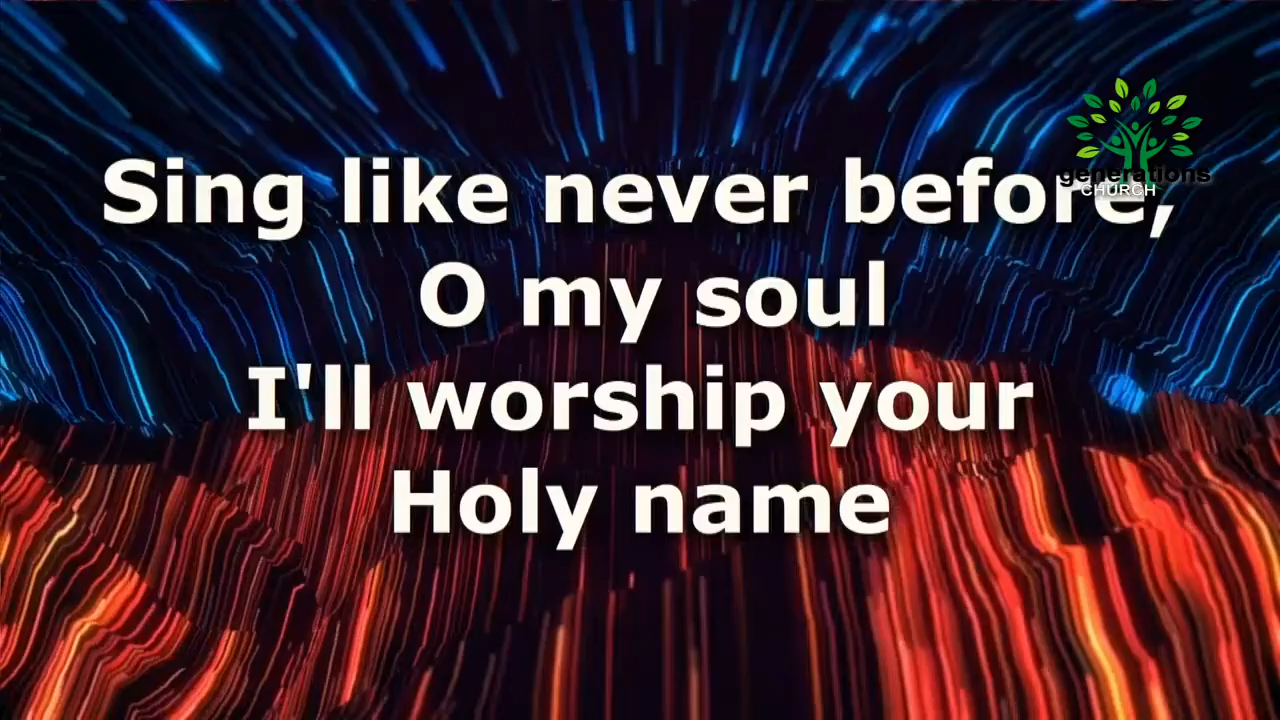 Sing like never before,
O my soul
I'll worship your
Holy name
generations
CHURCH